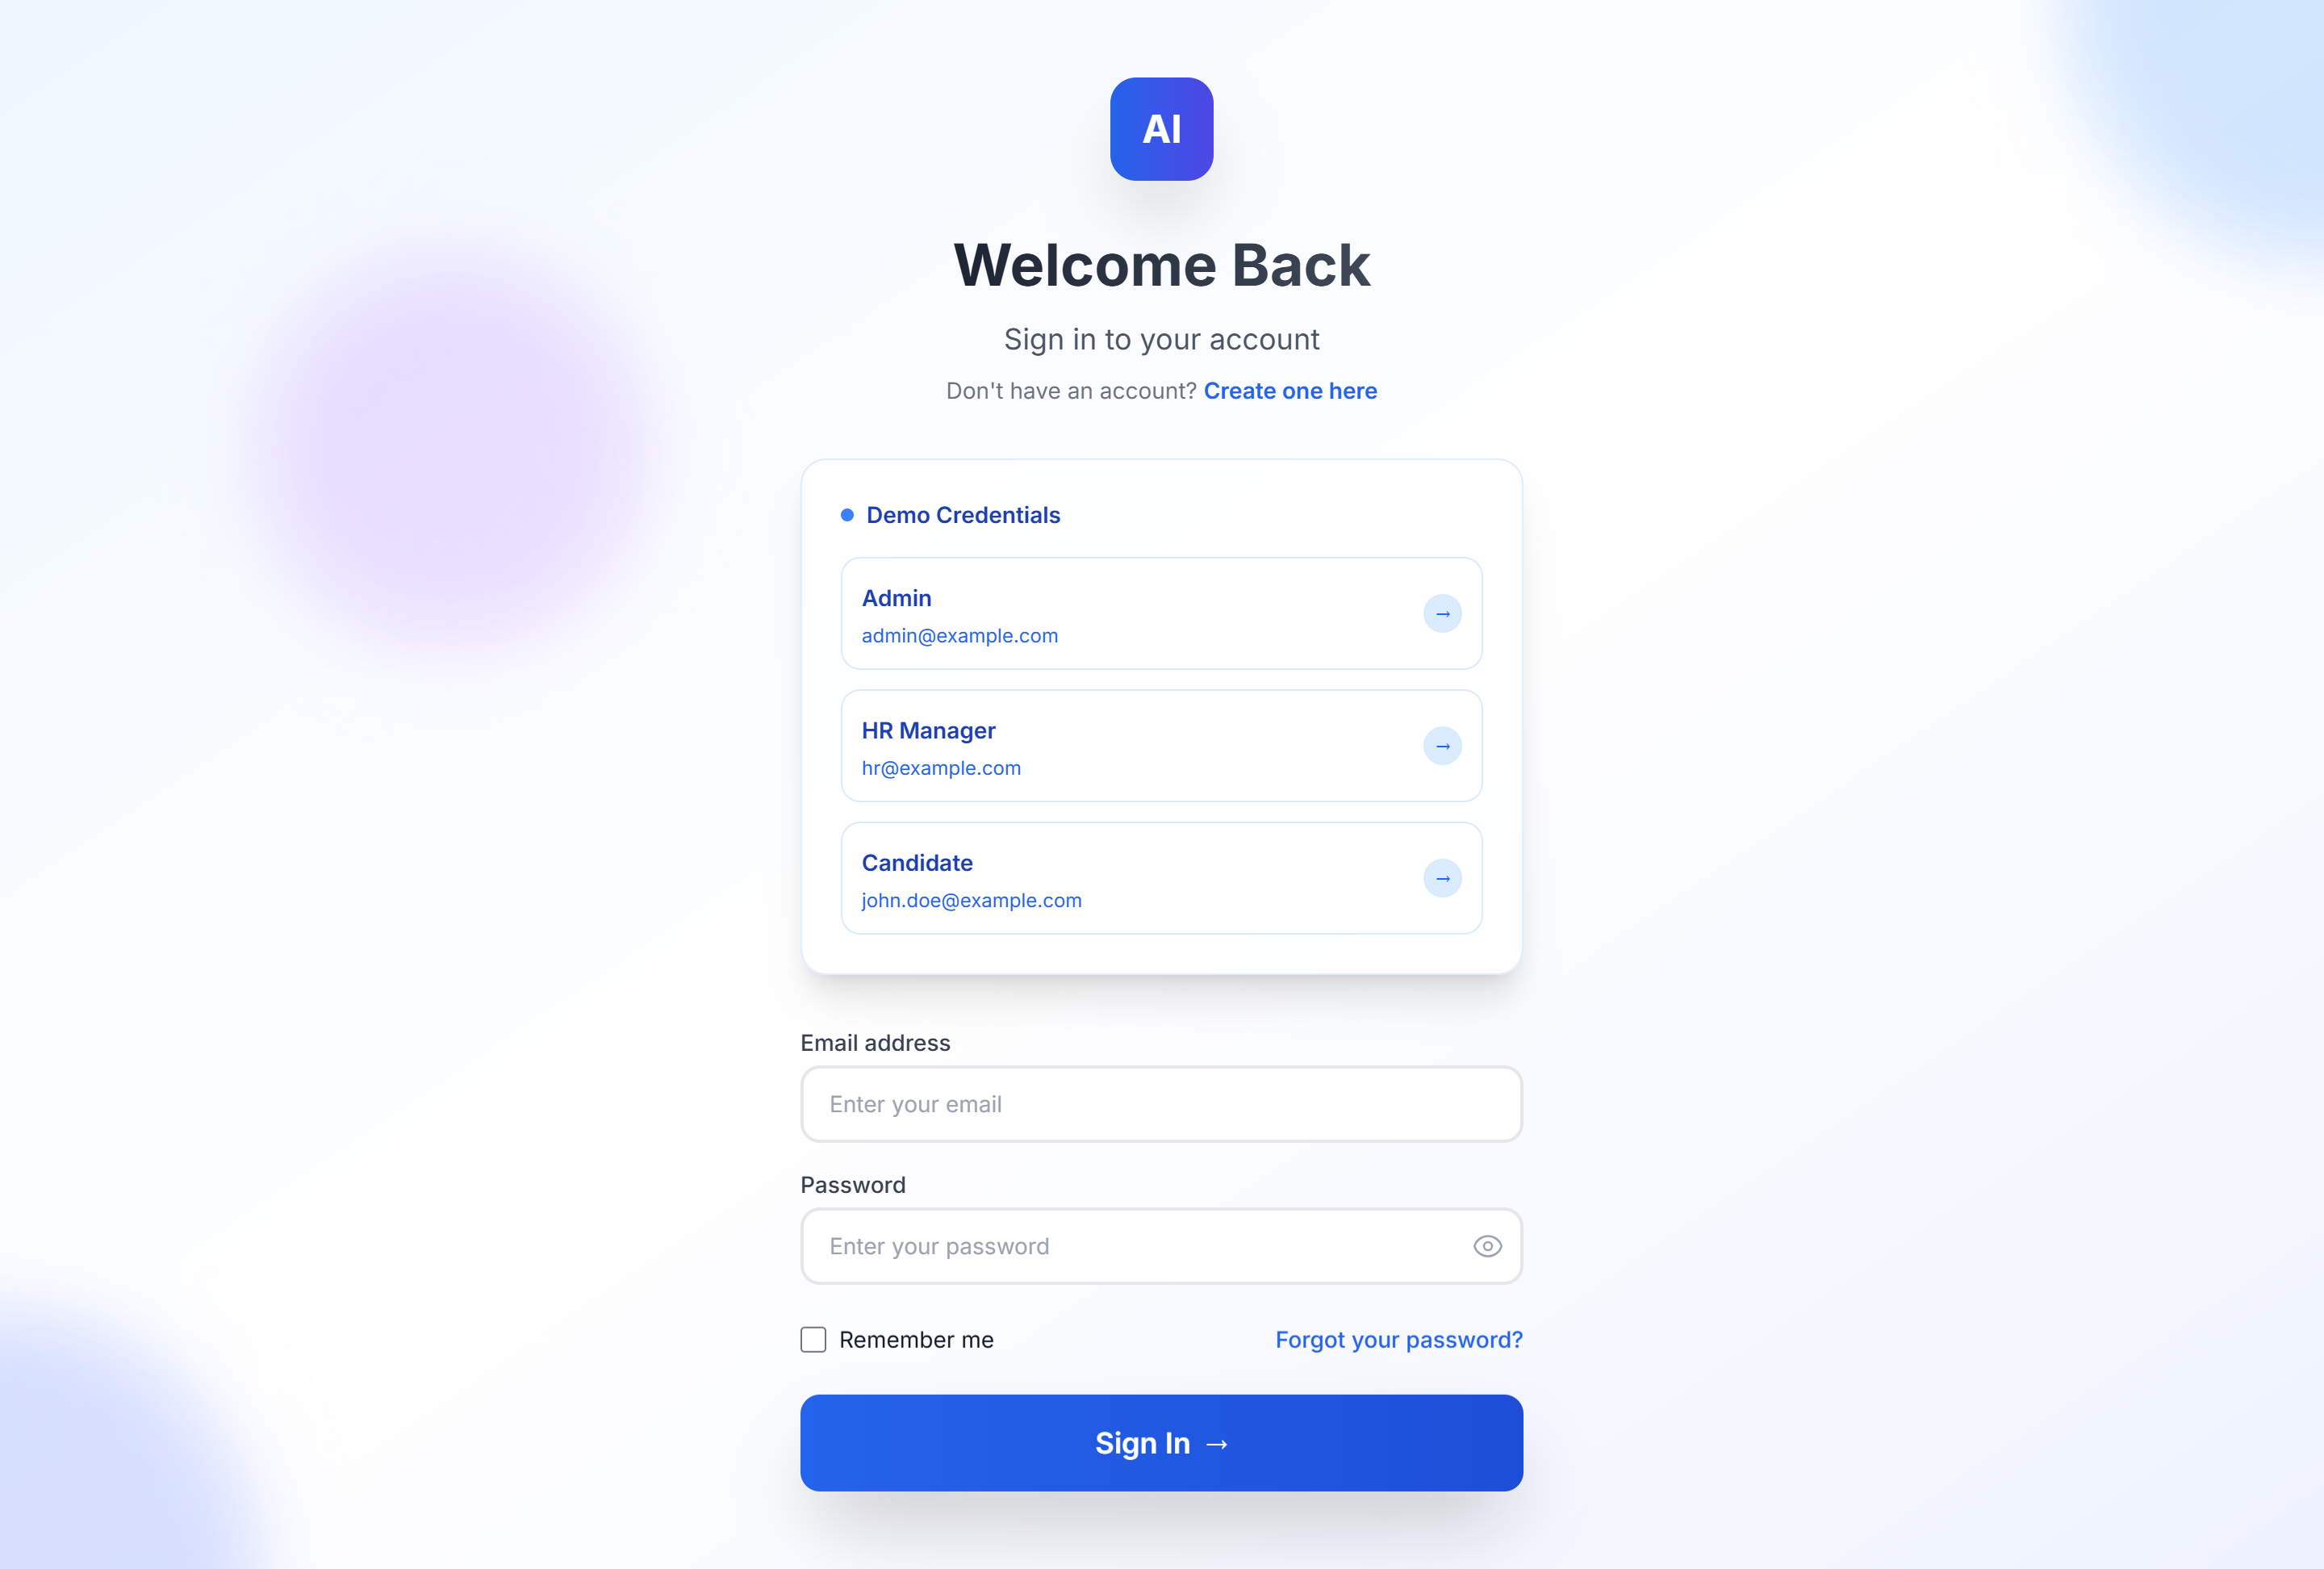 AI
Welcome Back
Sign in to your account
Don't have an account? Create one here
Demo Credentials
Admin
admin@example.com
→
HR Manager
hr@example.com
→
Candidate
john.doe@example.com
→
Email address
Enter your email
Password
Enter your password
Remember me
Forgot your password?
Sign In →